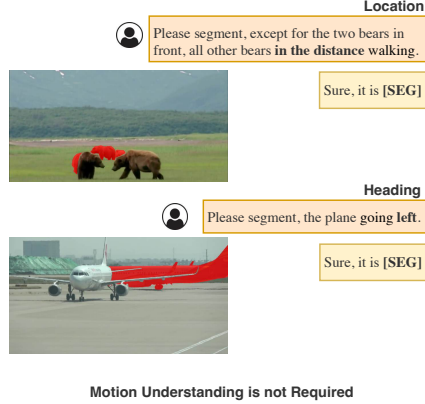 Location
Please segment, except for the two bears in
front, all other bears in the distance walking.
Sure, it is [SEG]
Heading
Please segment, the plane going left.
Sure, it is [SEG]
Motion Understanding is not Required